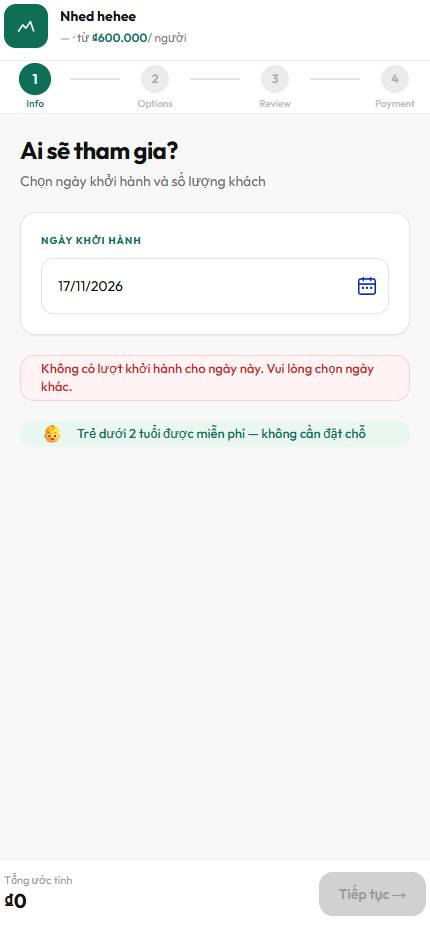 Nhed hehee
— · từ ₫600.000/ người
1
2
3
4
Info
Options
Review
Payment
Ai sẽ tham gia?
Chọn ngày khởi hành và số lượng khách
NGÀY KHỞI HÀNH
17/11/2026
Không có lượt khởi hành cho ngày này. Vui lòng chọn ngày
khác.
Trẻ dưới 2 tuổi được miễn phí — không cần đặt chỗ
Tổng ước tính
₫0
Tiếp tục →